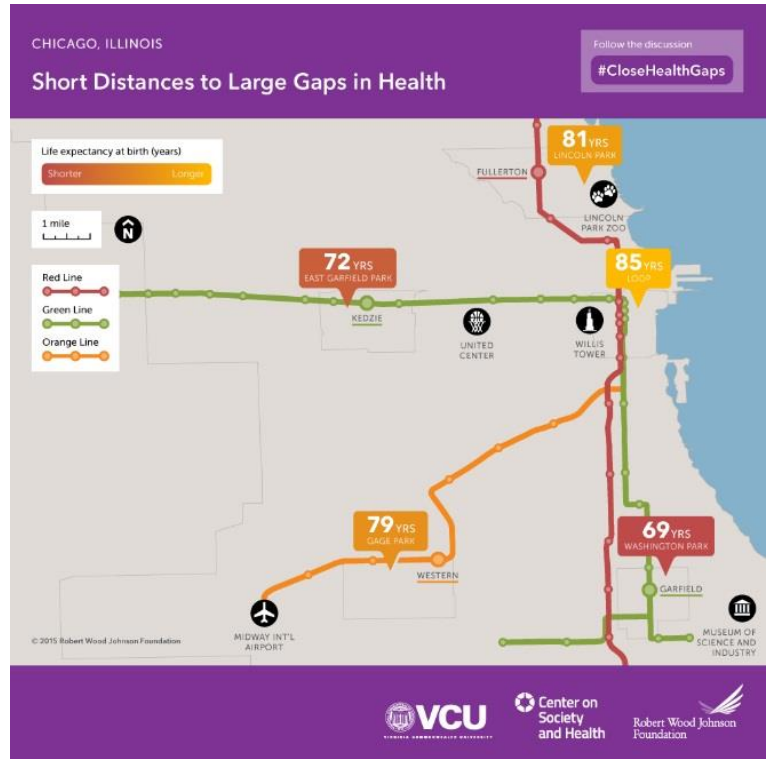 CHICAGO, ILLINOIS
Short Distances to Large Gaps in Health
Follow the discussion
#CloseHealthGaps
Life expectancy at birth (years)
Shorter
Longer
1 mile
N
Red Line
Green Line
Orange Line
81 YRS
LINCOLN PARK
FULLERTON
LINCOLN
PARK ZOO
72 YRS
EAST GARFIELD PARK
85 YRS
LOOP
KEDZIE
UNITED
CENTER
WILLIS
TOWER
79 YRS
GAGE PARK
WESTERN
69 YRS
WASHINGTON PARK
GARFIELD
MIDWAY INT'L
AIRPORT
MUSEUM OF
SCIENCE AND
INDUSTRY
© 2015 Robert Wood Johnson Foundation
VCU
VIRGINIA COMMONWEALTH UNIVERSITY
Center on
Society
and Health
Robert Wood Johnson
Foundation